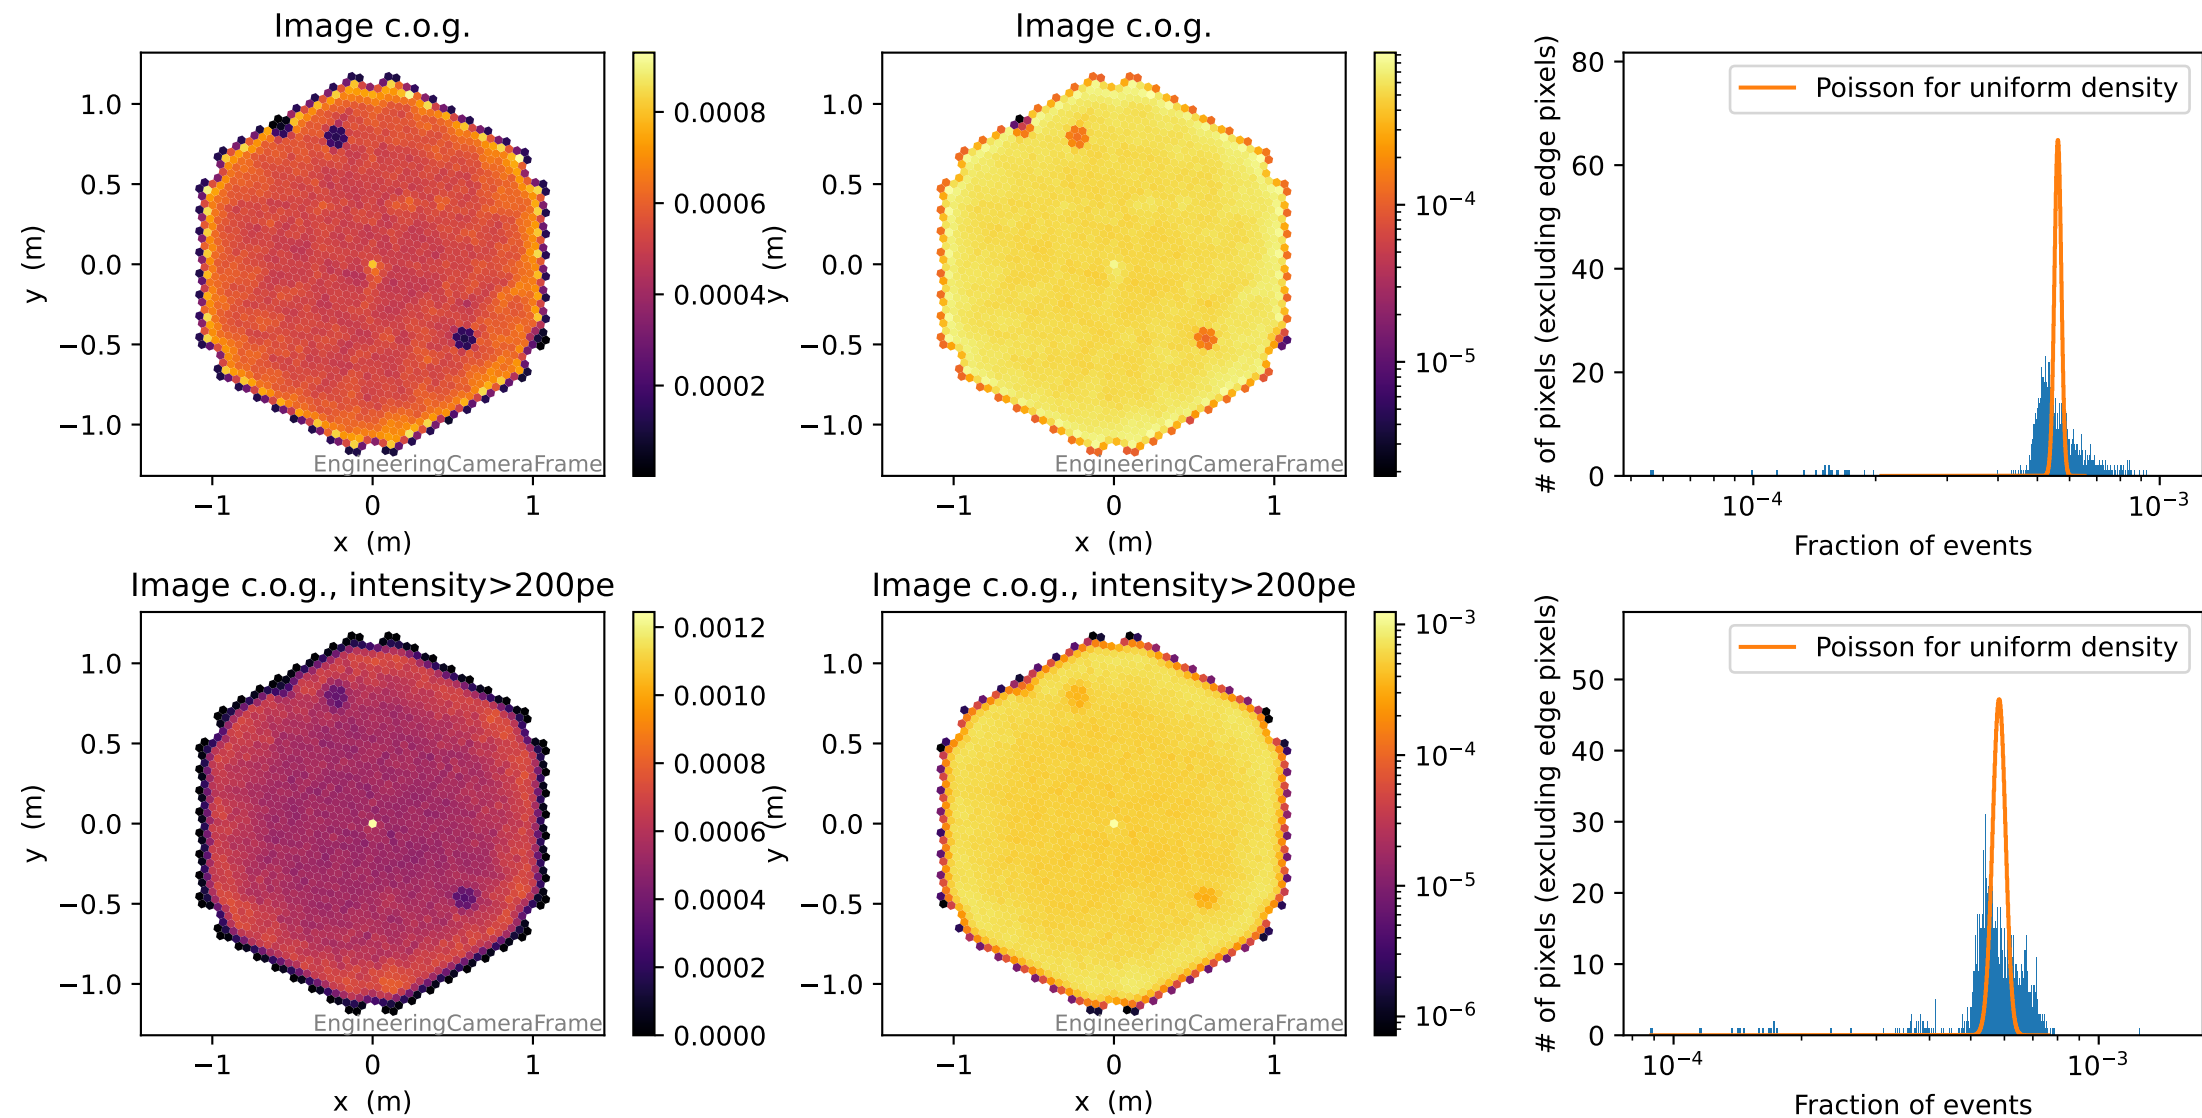 Image c.o.g.
1.0
0.5
0.0
−0.5
−1.0
y (m)
−1
0
1
x (m)
EngineeringCameraFrame
0.0008
0.0006
0.0004
0.0002
Image c.o.g.
1.0
0.5
0.0
−0.5
−1.0
y (m)
−1
0
1
x (m)
EngineeringCameraFrame
10−4
10−5
80
60
40
20
0
# of pixels (excluding edge pixels)
Poisson for uniform density
10−4
10−3
Fraction of events
Image c.o.g., intensity>200pe
1.0
0.5
0.0
−0.5
−1.0
y (m)
−1
0
1
x (m)
EngineeringCameraFrame
0.0012
0.0010
0.0008
0.0006
0.0004
0.0002
0.0000
Image c.o.g., intensity>200pe
1.0
0.5
0.0
−0.5
−1.0
y (m)
−1
0
1
x (m)
EngineeringCameraFrame
10−3
10−4
10−5
10−6
50
40
30
20
10
0
# of pixels (excluding edge pixels)
Poisson for uniform density
10−4
10−3
Fraction of events